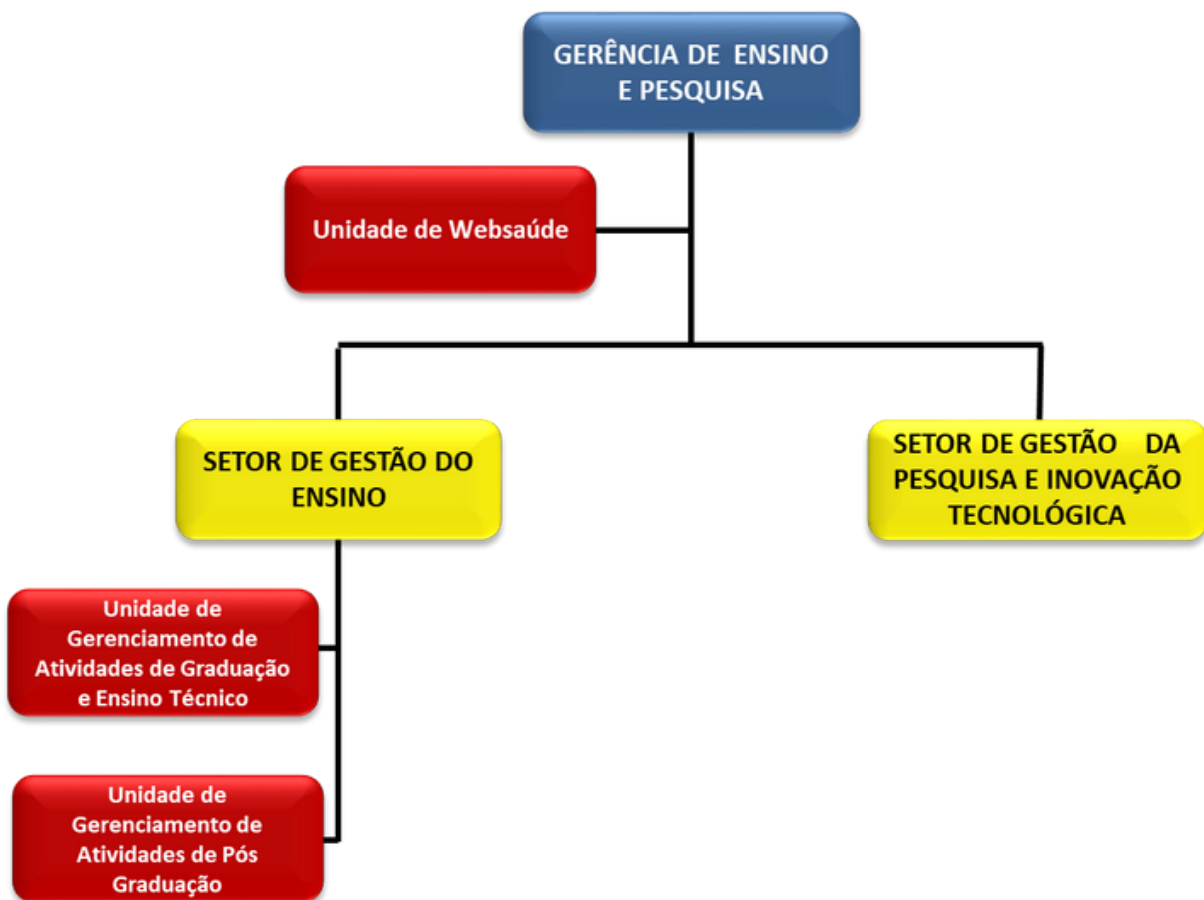 GERÊNCIA DE ENSINO
E PESQUISA
Unidade de Websaúde
SETOR DE GESTÃO DO
ENSINO
SETOR DE GESTÃO DA
PESQUISA E INOVAÇÃO
TECNOLÓGICA
Unidade de
Gerenciamento de
Atividades de Graduação
e Ensino Técnico
Unidade de
Gerenciamento de
Atividades de Pós
Graduação